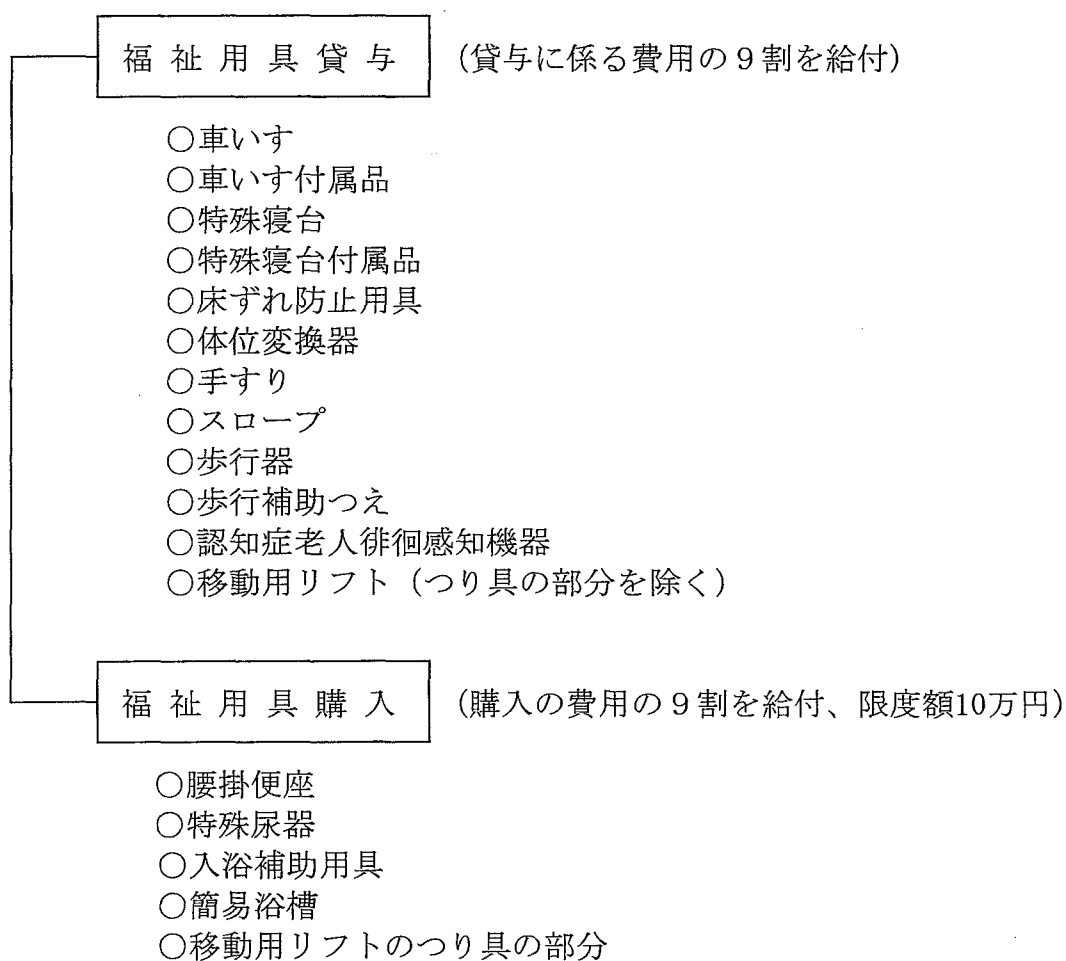 福祉用具貸与 (貸与に係る費用の9割を給付)
○車いす
○車いす付属品
○特殊寝台
○特殊寝台付属品
○床ずれ防止用具
○体位変換器
○手すり
○スロープ
○歩行器
○歩行補助つえ
○認知症老人徘徊感知機器
○移動用リフト(つり具の部分を除く)
福祉用具購入 (購入の費用の9割を給付、限度額10万円)
○腰掛便座
○特殊尿器
○入浴補助用具
○簡易浴槽
○移動用リフトのつり具の部分